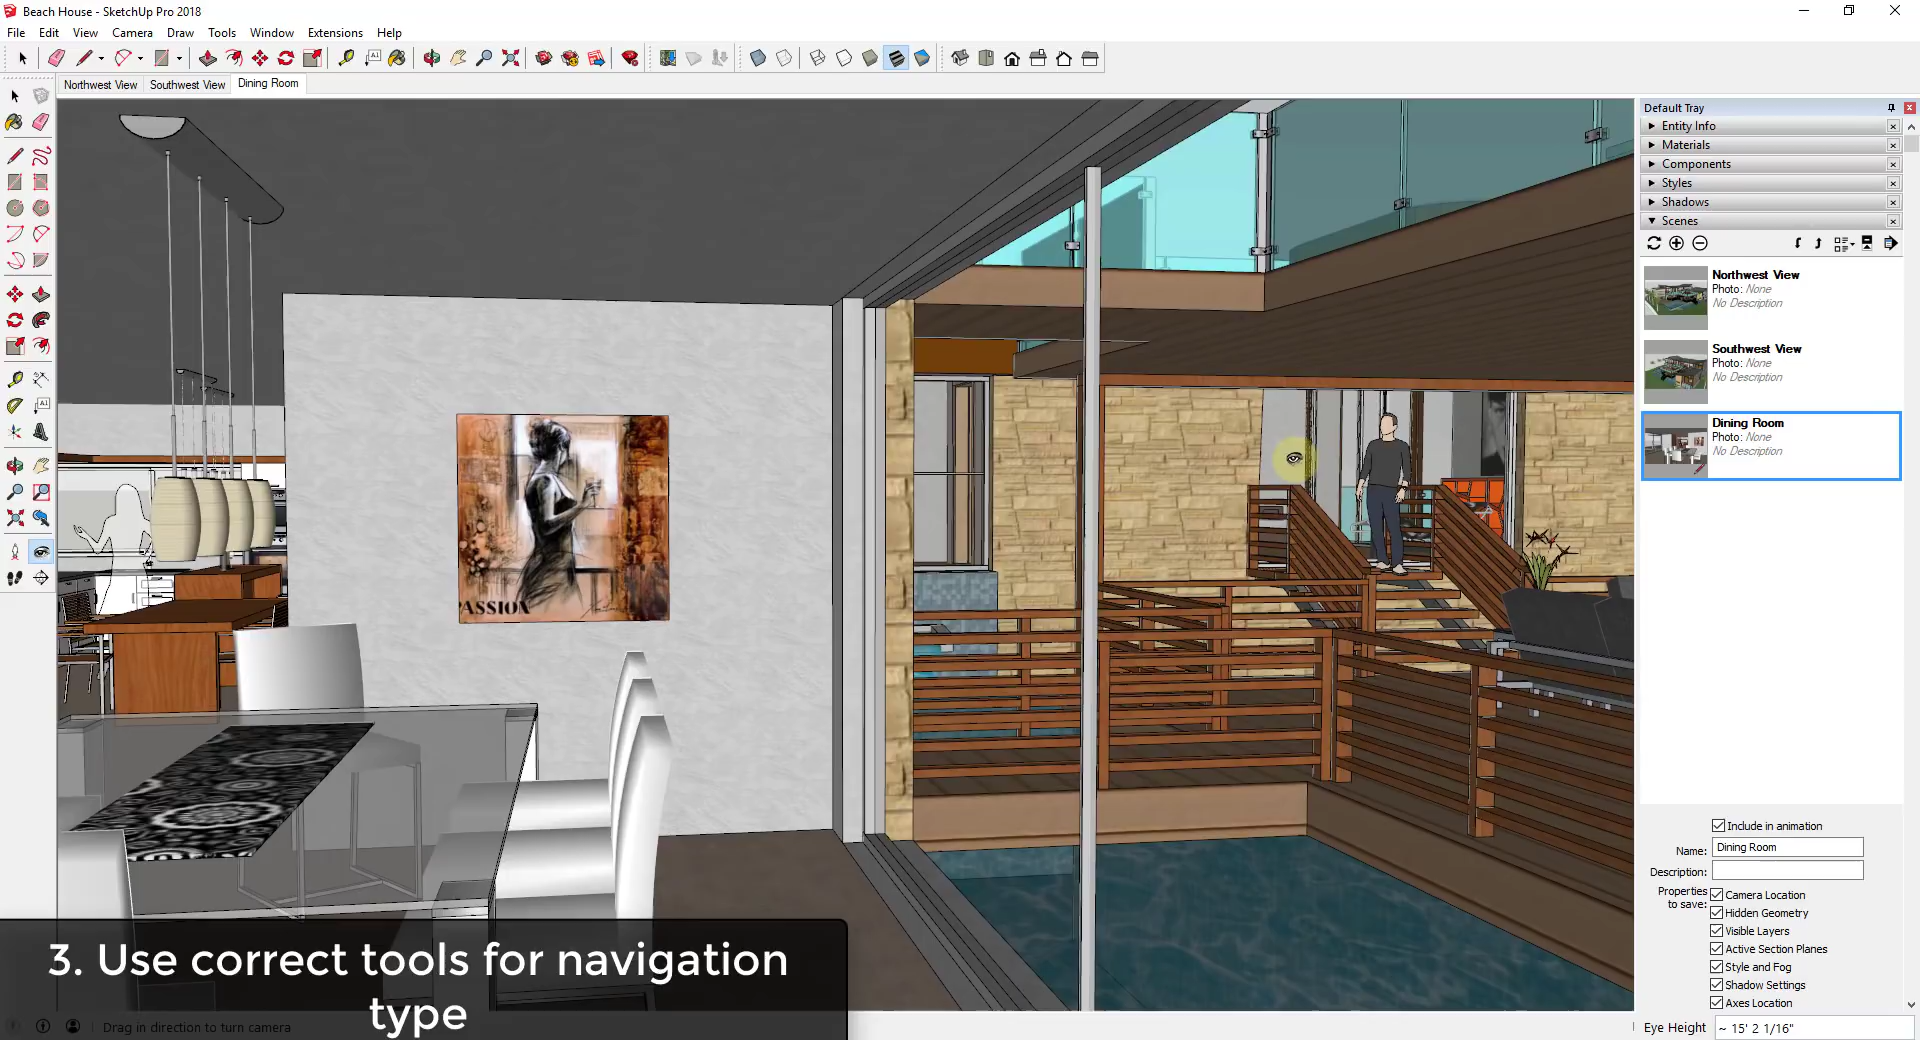 Beach House - SketchUp Pro 2018
File Edit View Camera Draw Tools Window Extensions Help
Northwest View Southwest View Dining Room
Default Tray
Entity Info
Materials
Components
Styles
Shadows
Scenes
Northwest View
Photo: None
No Description
Southwest View
Photo: None
No Description
Dining Room
Photo: None
No Description
PASSION
Include in animation
Name: Dining Room
Description:
Properties to save:
Camera Location
Hidden Geometry
Visible Layers
Active Section Planes
Style and Fog
Shadow Settings
Axes Location
3. Use correct tools for navigation
type
Drag in direction to turn camera
Eye Height ~ 15' 2 1/16"